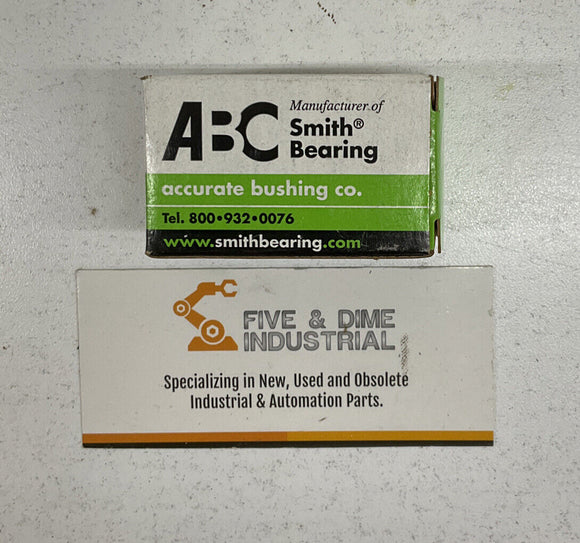 ABC
Manufacturer of
Smith®
Bearing
accurate bushing co.
Tel. 800•932•0076
www.smithbearing.com
FIVE & DIME
INDUSTRIAL
Specializing in New, Used and Obsolete
Industrial & Automation Parts.